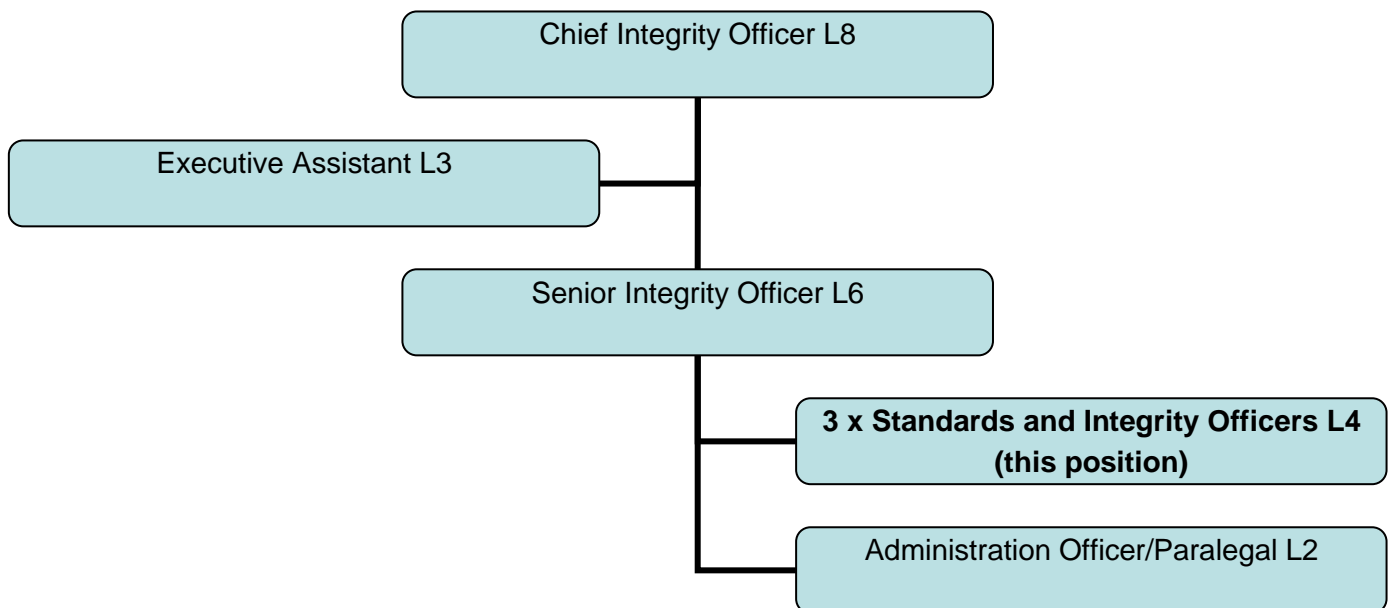 Chief Integrity Officer L8
Executive Assistant L3
Senior Integrity Officer L6
3 x Standards and Integrity Officers L4
(this position)
Administration Officer/Paralegal L2